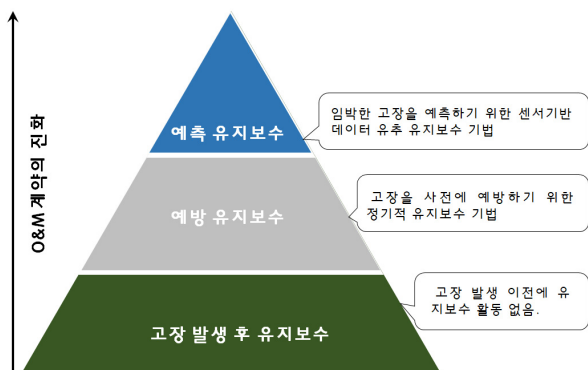 O&M 계약의 진화
예측 유지보수
임박한 고장을 예측하기 위한 센서기반
데이터 유추 유지보수 기법
예방 유지보수
고장을 사전에 예방하기 위한
정기적 유지보수 기법
고장 발생 후 유지보수
고장 발생 이전에 유
지보수 활동 없음.